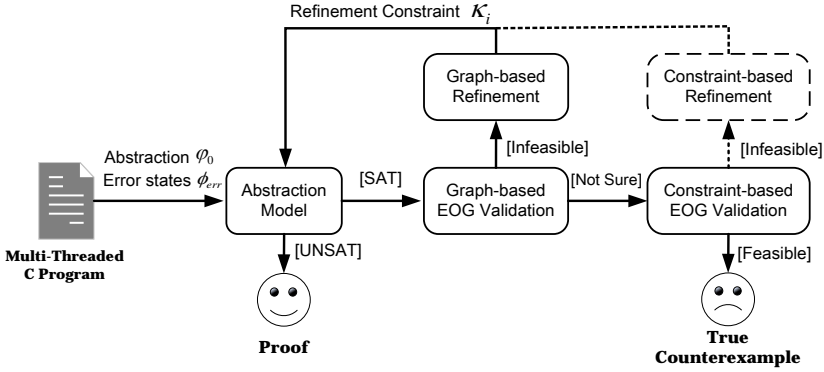 Refinement Constraint 𝒦i
Graph-based
Refinement
Constraint-based
Refinement
[Infeasible]
[Infeasible]
Abstraction φ0
Error states ϕerr
Abstraction
Model
[SAT]
Graph-based
EOG Validation
[Not Sure]
Constraint-based
EOG Validation
Multi-Threaded
C Program
[UNSAT]
[Feasible]
Proof
True
Counterexample